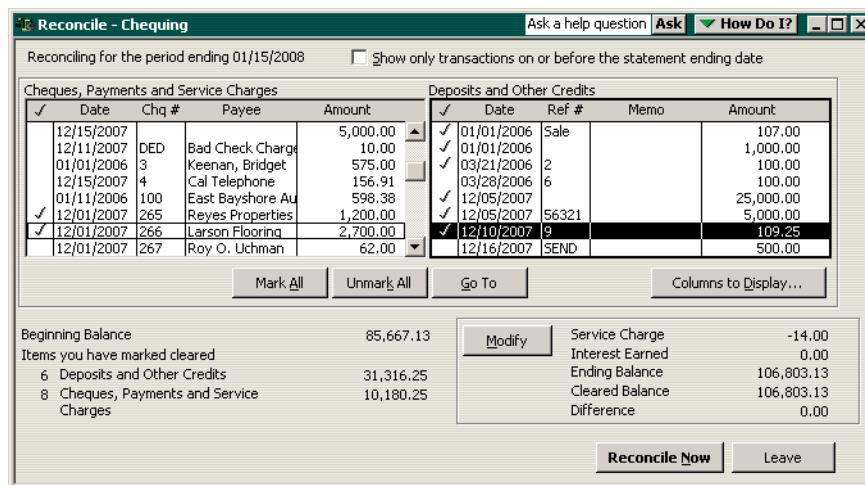 Reconcile - Chequing Ask a help question Ask How Do I?
Reconciling for the period ending 01/15/2008 Show only transactions on or before the statement ending date
Cheques, Payments and Service Charges
✓ Date Chq # Payee Amount
12/15/2007 5,000.00
12/11/2007 DED Bad Check Charge 10.00
01/01/2006 3 Keenan, Bridget 575.00
12/15/2007 4 Cal Telephone 156.91
01/11/2006 100 East Bayshore Au 598.38
✓ 12/01/2007 265 Reyes Properties 1,200.00
✓ 12/01/2007 266 Larson Flooring 2,700.00
12/01/2007 267 Roy O. Uchman 62.00
Deposits and Other Credits
✓ Date Ref # Memo Amount
✓ 01/01/2006 Sale 107.00
✓ 01/01/2006 1,000.00
✓ 03/21/2006 2 100.00
03/28/2006 6 100.00
✓ 12/05/2007 25,000.00
✓ 12/05/2007 56321 5,000.00
✓ 12/10/2007 9 109.25
12/16/2007 SEND 500.00
Mark All Unmark All Go To Columns to Display...
Beginning Balance 85,667.13
Items you have marked cleared
6 Deposits and Other Credits 31,316.25
8 Cheques, Payments and Service 10,180.25
Charges
Modify
Service Charge -14.00
Interest Earned 0.00
Ending Balance 106,803.13
Cleared Balance 106,803.13
Difference 0.00
Reconcile Now Leave